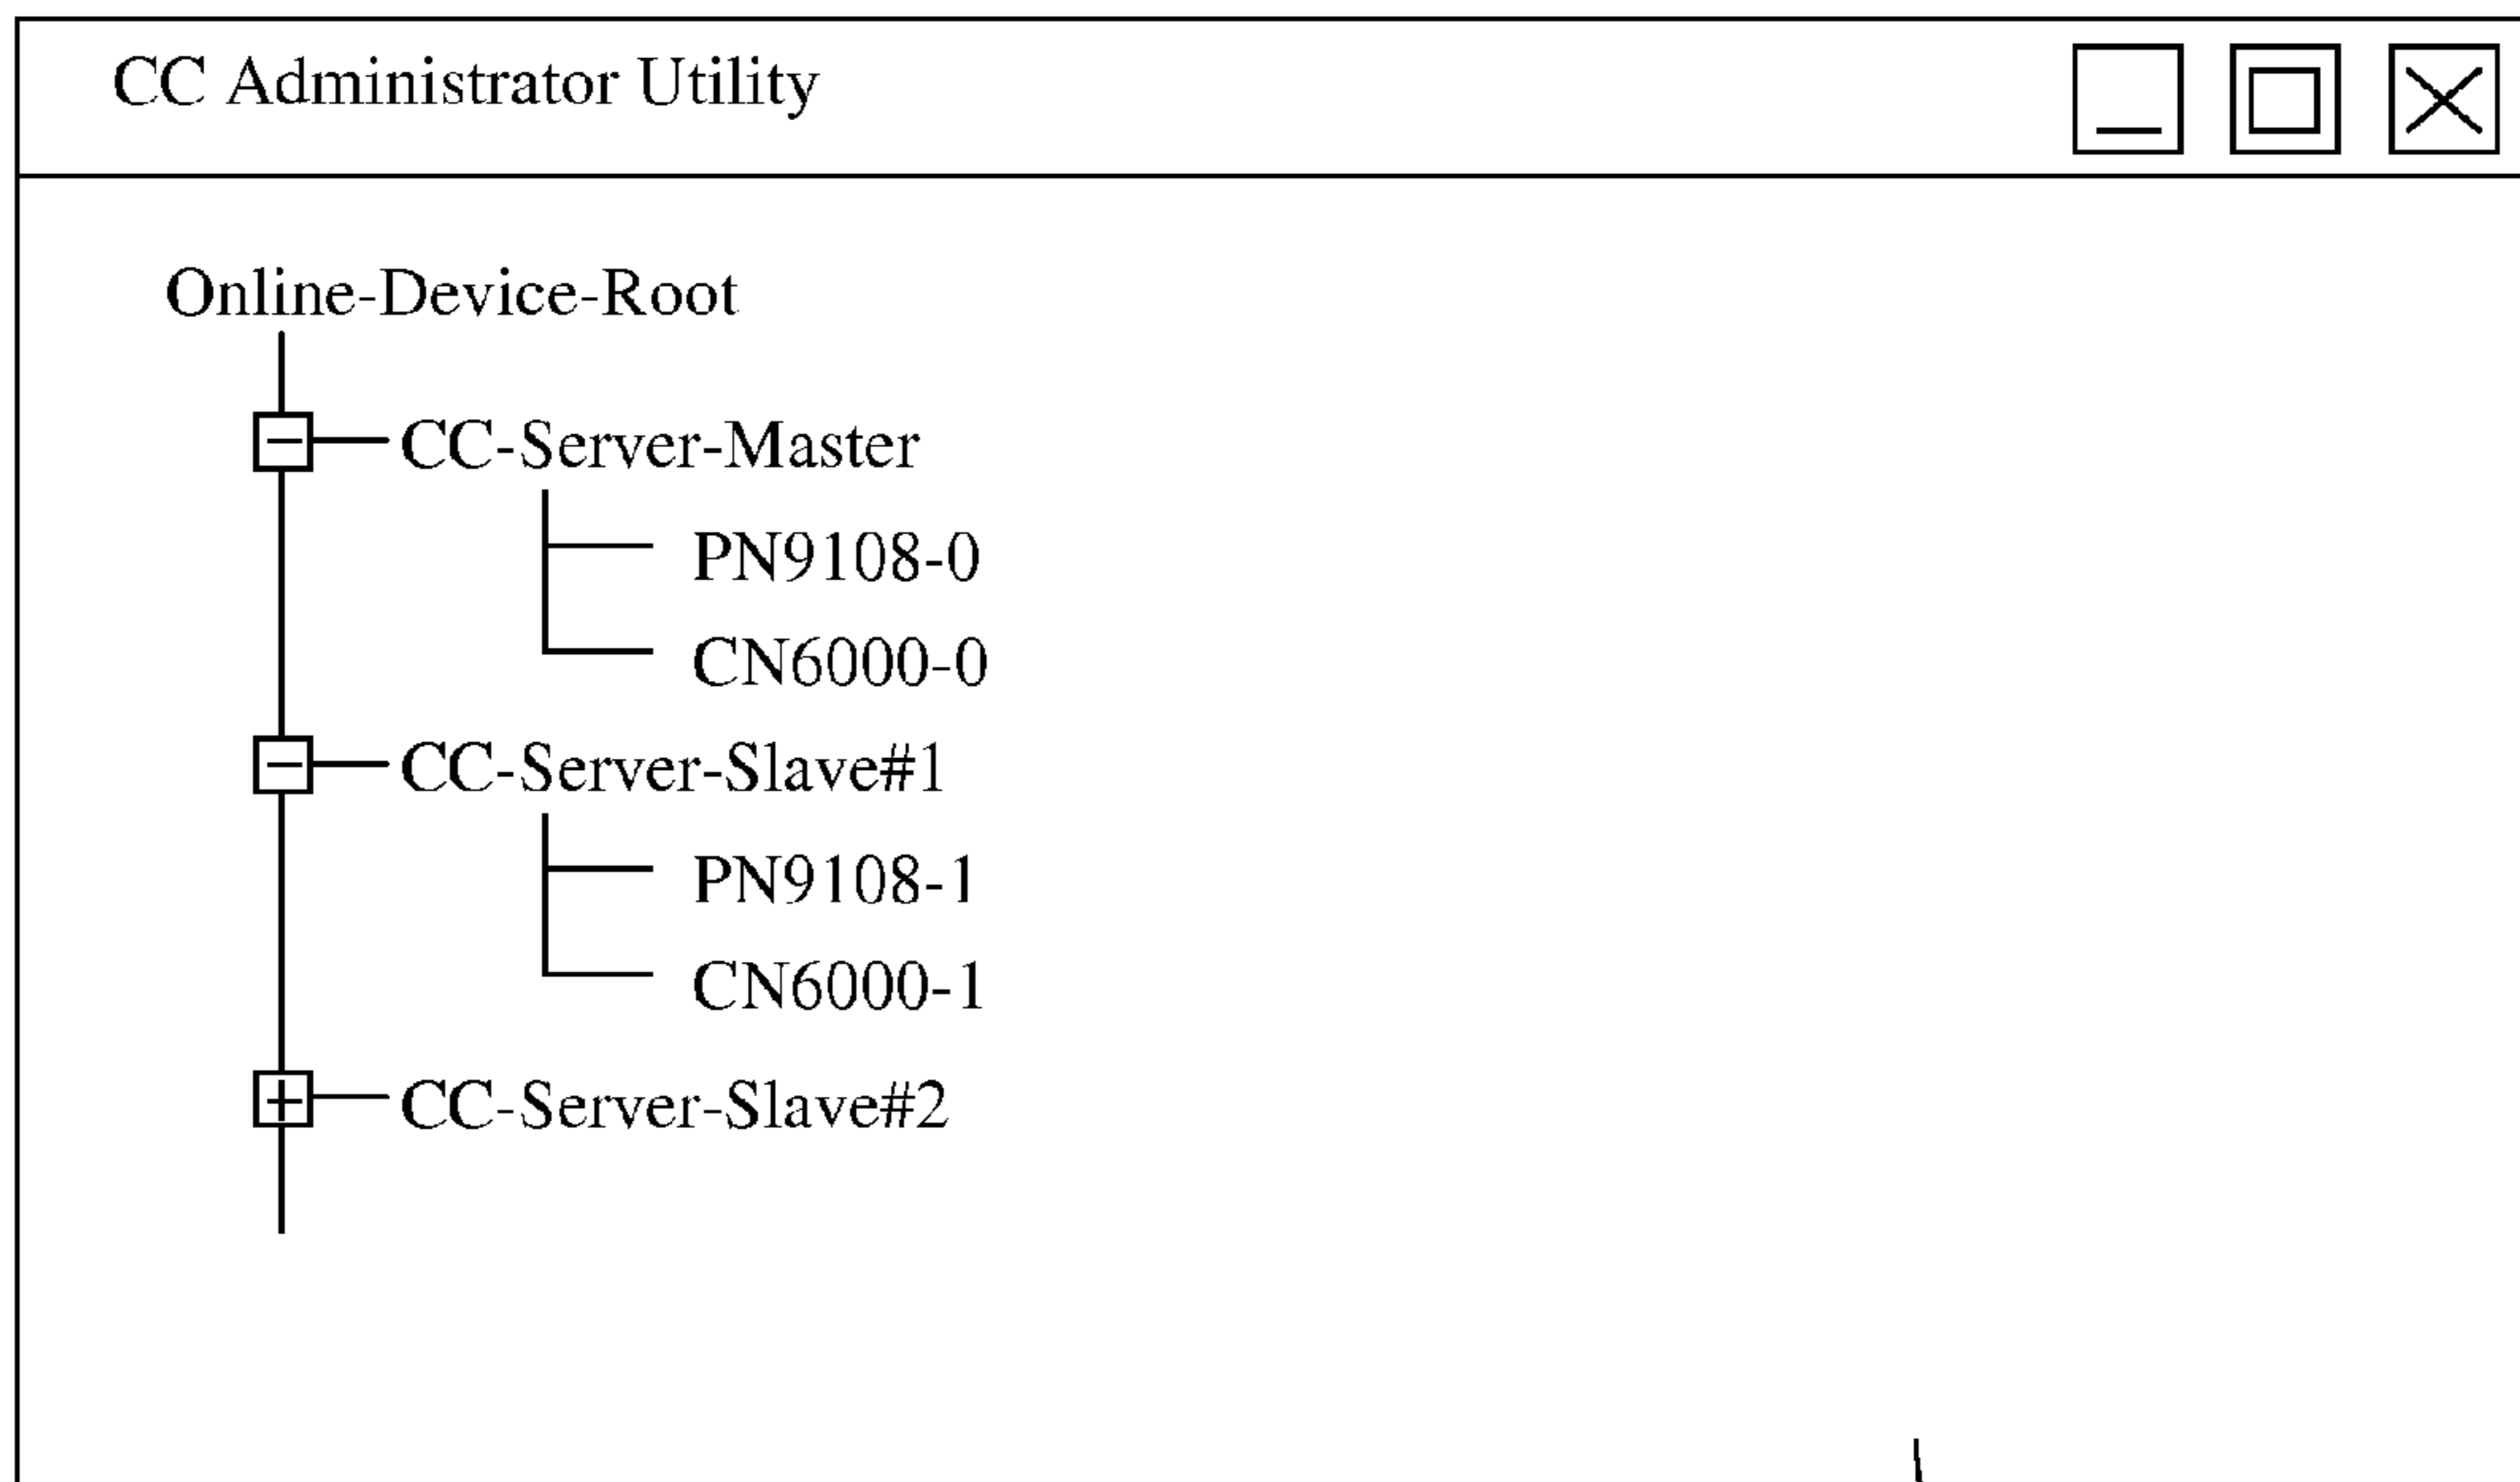 CC Administrator Utility
Online-Device-Root
CC-Server-Master
PN9108-0
CN6000-0
CC-Server-Slave#1
PN9108-1
CN6000-1
CC-Server-Slave#2